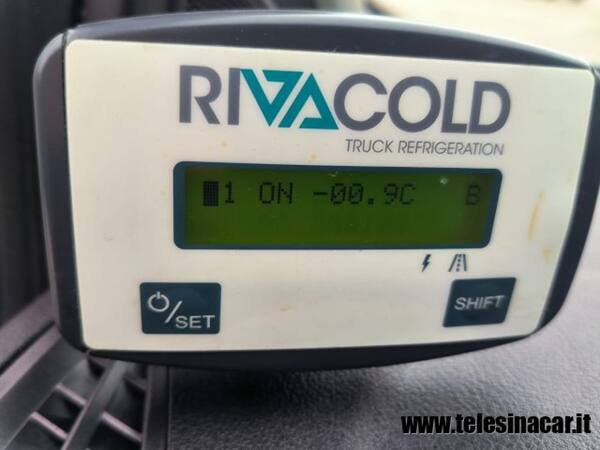 RIVACOLD
TRUCK REFRIGERATION
█1 ON -00.9C B
/SET
SHIFT
www.telesinacar.it